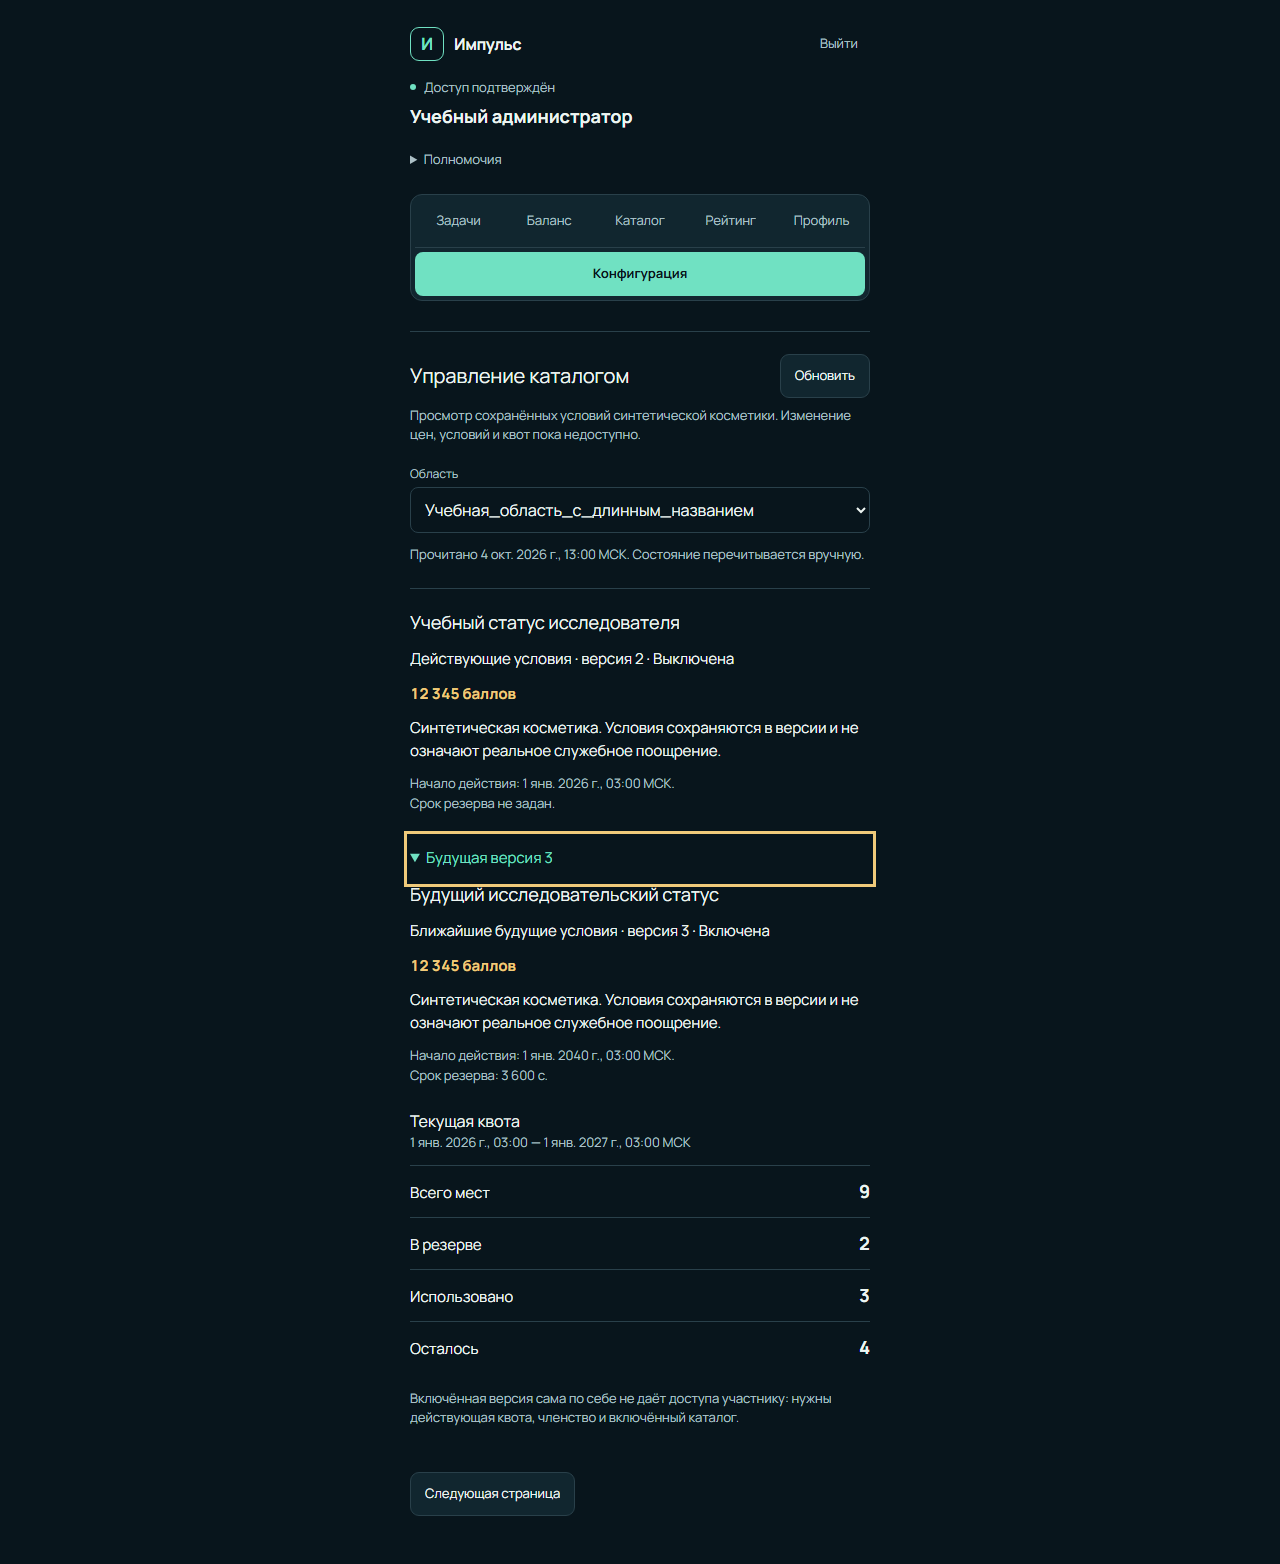 И Импульс
Выйти
Доступ подтверждён
Учебный администратор
Полномочия
Задачи Баланс Каталог Рейтинг Профиль
Конфигурация
Управление каталогом
Обновить
Просмотр сохранённых условий синтетической косметики. Изменение
цен, условий и квот пока недоступно.
Область
Учебная_область_с_длинным_названием
Прочитано 4 окт. 2026 г., 13:00 МСК. Состояние перечитывается вручную.
Учебный статус исследователя
Действующие условия · версия 2 · Выключена
12 345 баллов
Синтетическая косметика. Условия сохраняются в версии и не
означают реальное служебное поощрение.
Начало действия: 1 янв. 2026 г., 03:00 МСК.
Срок резерва не задан.
Будущая версия 3
Будущий исследовательский статус
Ближайшие будущие условия · версия 3 · Включена
12 345 баллов
Синтетическая косметика. Условия сохраняются в версии и не
означают реальное служебное поощрение.
Начало действия: 1 янв. 2040 г., 03:00 МСК.
Срок резерва: 3 600 с.
Текущая квота
1 янв. 2026 г., 03:00 — 1 янв. 2027 г., 03:00 МСК
Всего мест 9
В резерве 2
Использовано 3
Осталось 4
Включённая версия сама по себе не даёт доступа участнику: нужны
действующая квота, членство и включённый каталог.
Следующая страница